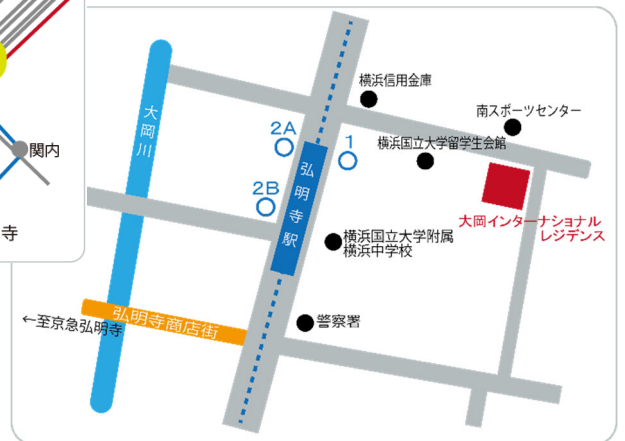 関内
寺
大岡川
横浜信用金庫
南スポーツセンター
2A
1
横浜国立大学留学生会館
弘明寺駅
2B
大岡インターナショナル
レジデンス
横浜国立大学附属
横浜中学校
弘明寺商店街
警察署
←至京急弘明寺